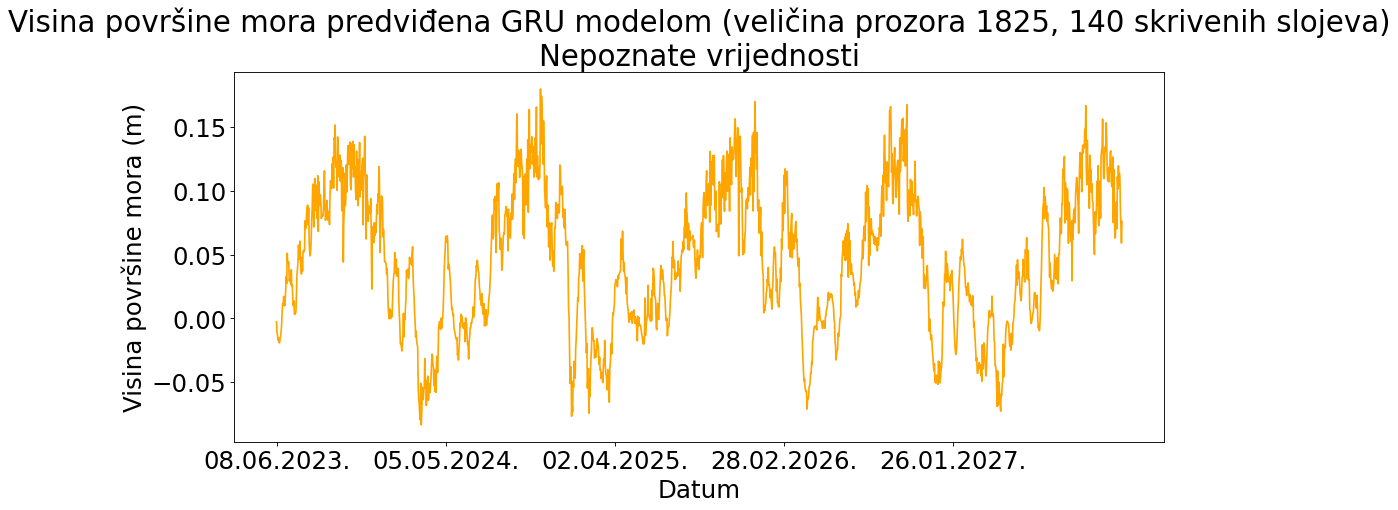 Visina površine mora predviđena GRU modelom (veličina prozora 1825, 140 skrivenih slojeva)
Nepoznate vrijednosti
Visina površine mora (m)
0.15
0.10
0.05
0.00
−0.05
08.06.2023. 05.05.2024. 02.04.2025. 28.02.2026. 26.01.2027.
Datum